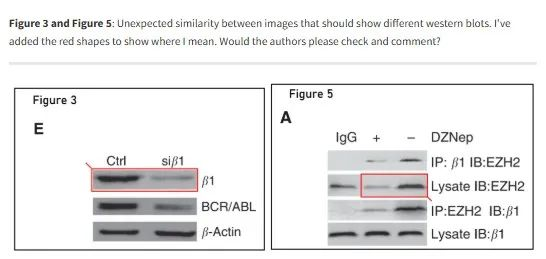 Figure 3 and Figure 5: Unexpected similarity between images that should show different western blots. I've
added the red shapes to show where I mean. Would the authors please check and comment?
Figure 3
E
Ctrl siβ1
β1
BCR/ABL
β-Actin
Figure 5
A
IgG + − DZNep
IP: β1 IB:EZH2
Lysate IB:EZH2
IP:EZH2 IB:β1
Lysate IB:β1